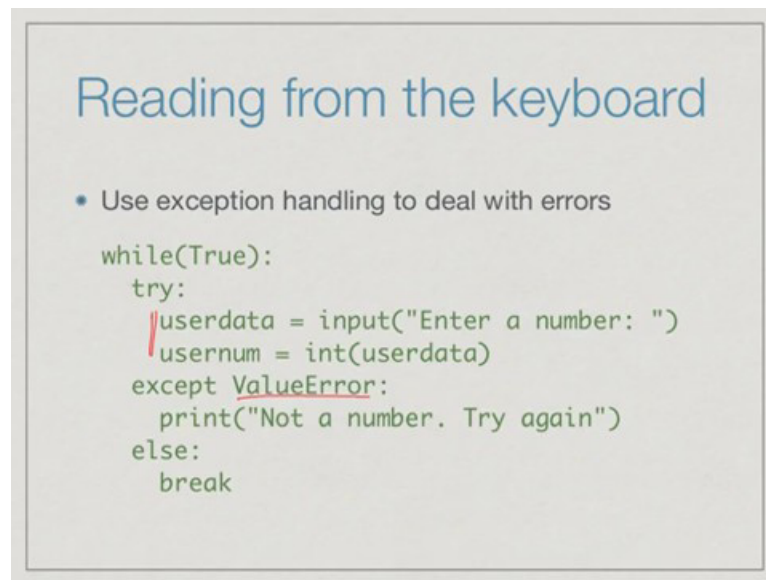 Reading from the keyboard
• Use exception handling to deal with errors
while(True):
  try:
    userdata = input("Enter a number: ")
    usernum = int(userdata)
  except ValueError:
    print("Not a number. Try again")
  else:
    break